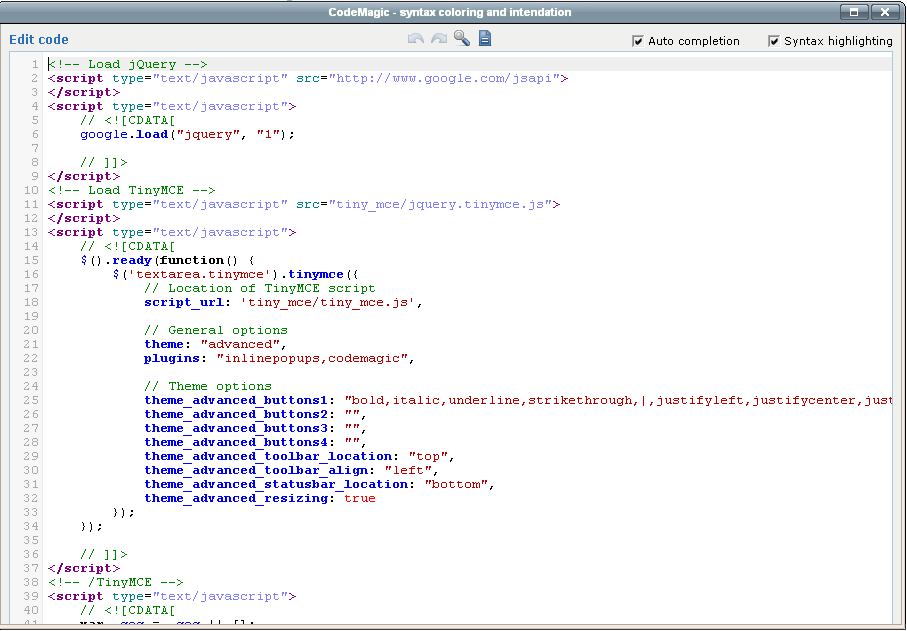 CodeMagic - syntax coloring and intendation
Edit code
Auto completion
Syntax highlighting
1 <!-- Load jQuery -->
2 <script type="text/javascript" src="http://www.google.com/jsapi">
3 </script>
4 <script type="text/javascript">
5     // <![CDATA[
6     google.load("jquery", "1");
7
8     // ]]>
9 </script>
10 <!-- Load TinyMCE -->
11 <script type="text/javascript" src="tiny_mce/jquery.tinymce.js">
12 </script>
13 <script type="text/javascript">
14     // <![CDATA[
15     $().ready(function() {
16         $('textarea.tinymce').tinymce({
17             // Location of TinyMCE script
18             script_url: 'tiny_mce/tiny_mce.js',
19
20             // General options
21             theme: "advanced",
22             plugins: "inlinepopups,codemagic",
23
24             // Theme options
25             theme_advanced_buttons1: "bold,italic,underline,strikethrough,|,justifyleft,justifycenter,just
26             theme_advanced_buttons2: "",
27             theme_advanced_buttons3: "",
28             theme_advanced_buttons4: "",
29             theme_advanced_toolbar_location: "top",
30             theme_advanced_toolbar_align: "left",
31             theme_advanced_statusbar_location: "bottom",
32             theme_advanced_resizing: true
33         });
34     });
35
36     // ]]>
37 </script>
38 <!-- /TinyMCE -->
39 <script type="text/javascript">
40     // <![CDATA[
41     var _gaq = _gaq || [];